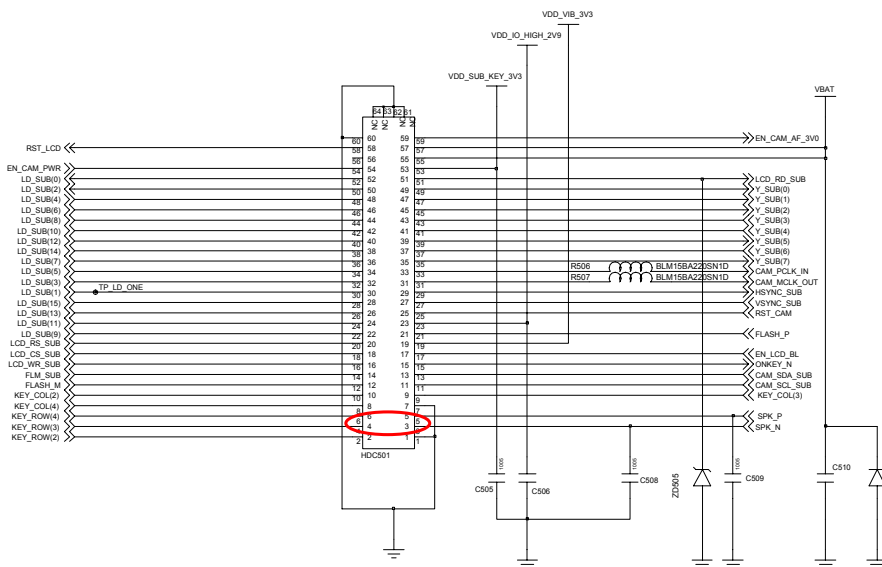 VDD_VIB_3V3
VDD_IO_HIGH_2V9
VDD_SUB_KEY_3V3
VBAT
64 63 62 61
NC NC NC NC
RST_LCD 60 60 59 59 EN_CAM_AF_3V0
58 58 57 57
56 56 55 55
EN_CAM_PWR 54 54 53 53
LD_SUB(0) 52 52 51 51 LCD_RD_SUB
LD_SUB(2) 50 50 49 49 Y_SUB(0)
LD_SUB(4) 48 48 47 47 Y_SUB(1)
LD_SUB(6) 46 46 45 45 Y_SUB(2)
LD_SUB(8) 44 44 43 43 Y_SUB(3)
LD_SUB(10) 42 42 41 41 Y_SUB(4)
LD_SUB(12) 40 40 39 39 Y_SUB(5)
LD_SUB(14) 38 38 37 37 Y_SUB(6)
LD_SUB(7) 36 36 35 35 Y_SUB(7)
LD_SUB(5) 34 34 33 33 R506 BLM15BA220SN1D CAM_PCLK_IN
LD_SUB(3) 32 32 31 31 R507 BLM15BA220SN1D CAM_MCLK_OUT
LD_SUB(1) TP_LD_ONE 30 30 29 29 HSYNC_SUB
LD_SUB(15) 28 28 27 27 VSYNC_SUB
LD_SUB(13) 26 26 25 25 RST_CAM
LD_SUB(11) 24 24 23 23
LD_SUB(9) 22 22 21 21 FLASH_P
LCD_RS_SUB 20 20 19 19
LCD_CS_SUB 18 18 17 17 EN_LCD_BL
LCD_WR_SUB 16 16 15 15 ONKEY_N
FLM_SUB 14 14 13 13 CAM_SDA_SUB
FLASH_M 12 12 11 11 CAM_SCL_SUB
KEY_COL(2) 10 10 9 9 KEY_COL(3)
KEY_COL(4) 8 8 7 7
KEY_ROW(4) 6 6 5 5 SPK_P
KEY_ROW(3) 4 4 3 SPK_N
KEY_ROW(2) 2 2 1 1
HDC501
C505 1005
C506
C508 1005
ZD505
C509 1005
C510